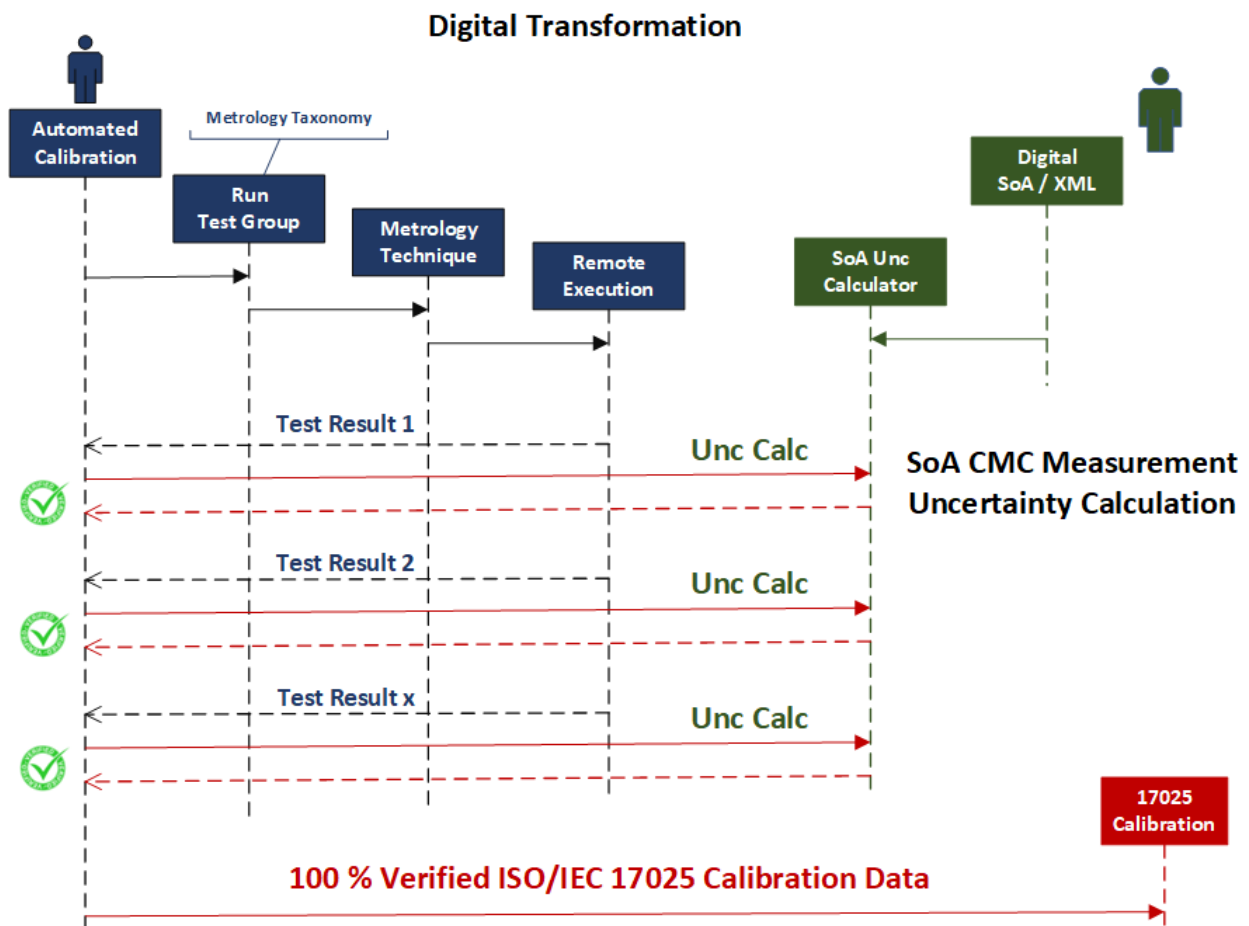 Digital Transformation
Metrology Taxonomy
Automated
Calibration
Run
Test Group
Metrology
Technique
Remote
Execution
SoA Unc
Calculator
Digital
SoA / XML
Test Result 1
Unc Calc
SoA CMC Measurement
Uncertainty Calculation
Test Result 2
Unc Calc
Test Result x
Unc Calc
17025
Calibration
100 % Verified ISO/IEC 17025 Calibration Data